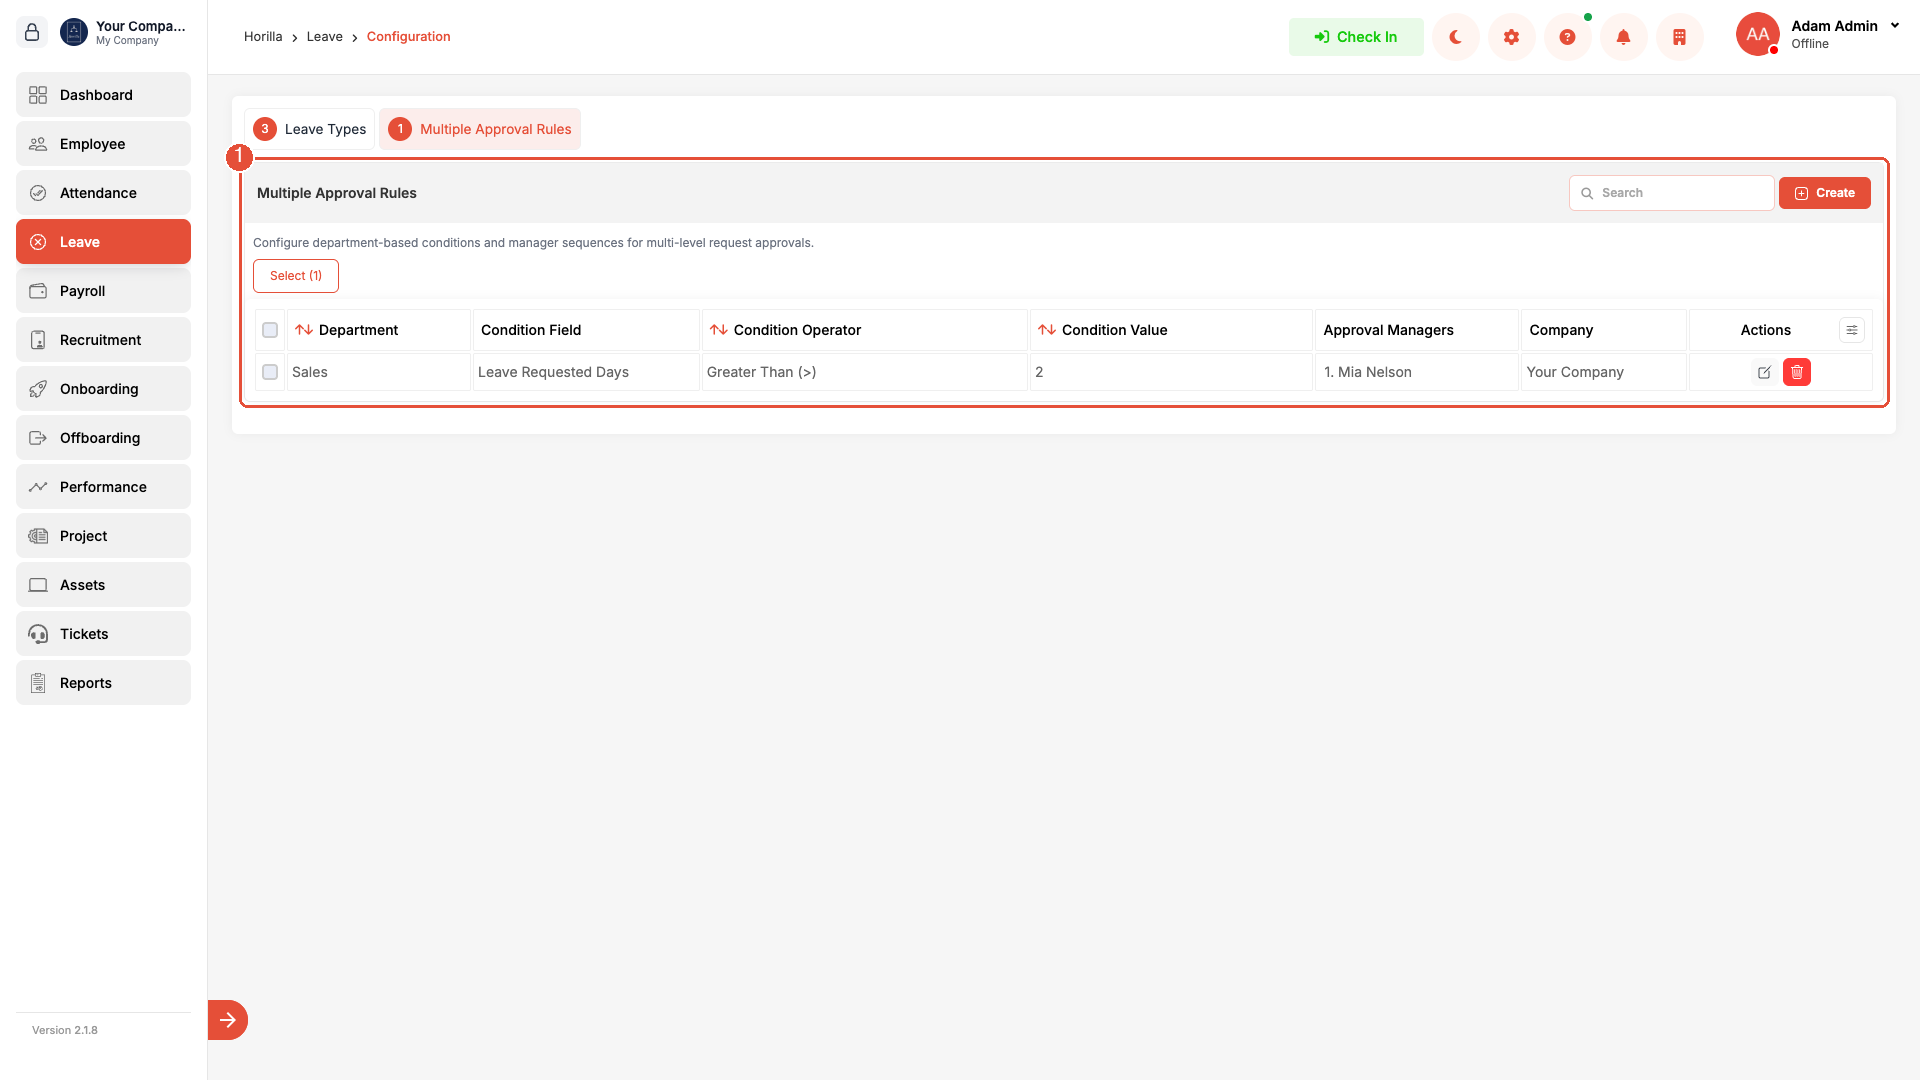 Your Compa...
My Company
Horilla > Leave > Configuration
Check In
AA
Adam Admin
Offline
Dashboard
Employee
Attendance
Leave
Payroll
Recruitment
Onboarding
Offboarding
Performance
Project
Assets
Tickets
Reports
Version 2.1.8
3 Leave Types
1 Multiple Approval Rules
1
Multiple Approval Rules
Search
Create
Configure department-based conditions and manager sequences for multi-level request approvals.
Select (1)
Department Condition Field Condition Operator Condition Value Approval Managers Company Actions
Sales Leave Requested Days Greater Than (>) 2 1. Mia Nelson Your Company